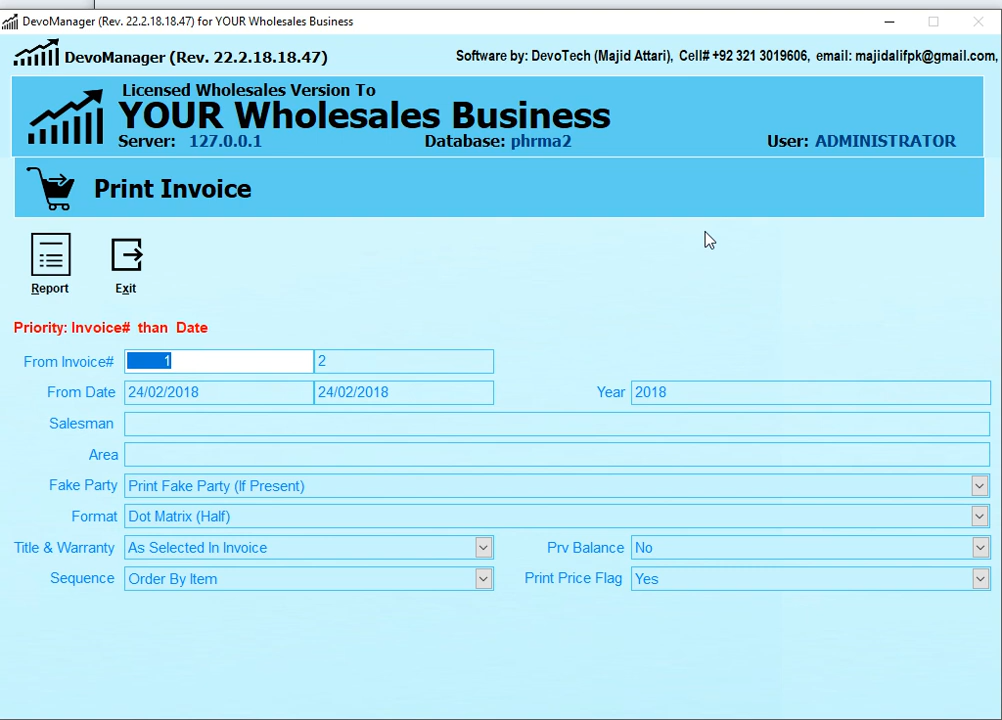 DevoManager (Rev. 22.2.18.18.47) for YOUR Wholesales Business
DevoManager (Rev. 22.2.18.18.47) Software by: DevoTech (Majid Attari), Cell# +92 321 3019606, email: majidalifpk@gmail.com,
Licensed Wholesales Version To
YOUR Wholesales Business
Server: 127.0.0.1 Database: phrma2 User: ADMINISTRATOR
Print Invoice
Report Exit
Priority: Invoice# than Date
From Invoice# 1 2
From Date 24/02/2018 24/02/2018 Year 2018
Salesman
Area
Fake Party Print Fake Party (If Present)
Format Dot Matrix (Half)
Title & Warranty As Selected In Invoice Prv Balance No
Sequence Order By Item Print Price Flag Yes